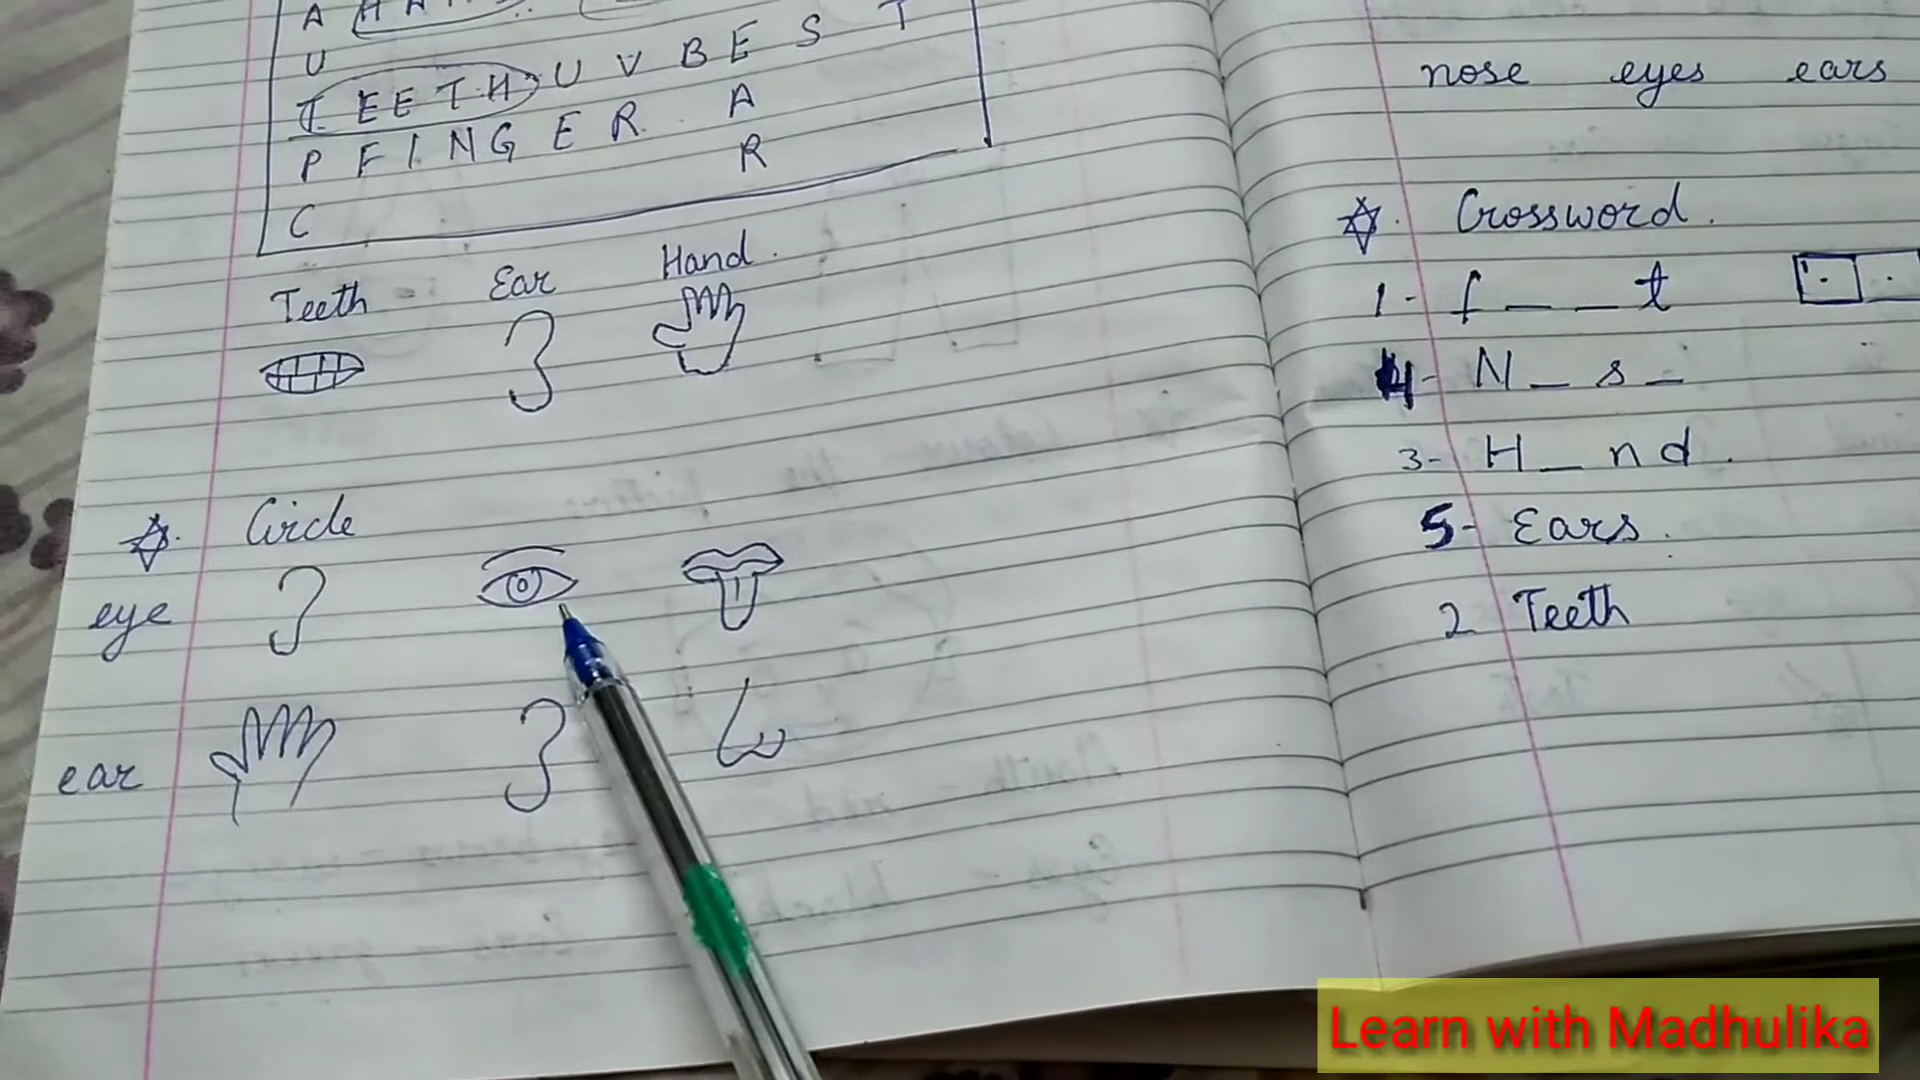 A
U T
T E E T H U V B E S
P F I N G E R A
C R
Teeth Ear Hand.
Circle
eye
ear
nose eyes ears
Crossword.
1- f _ _ t
4- N _ s _
3- H _ n d.
5- Ears.
2 Teeth
Learn with Madhulika